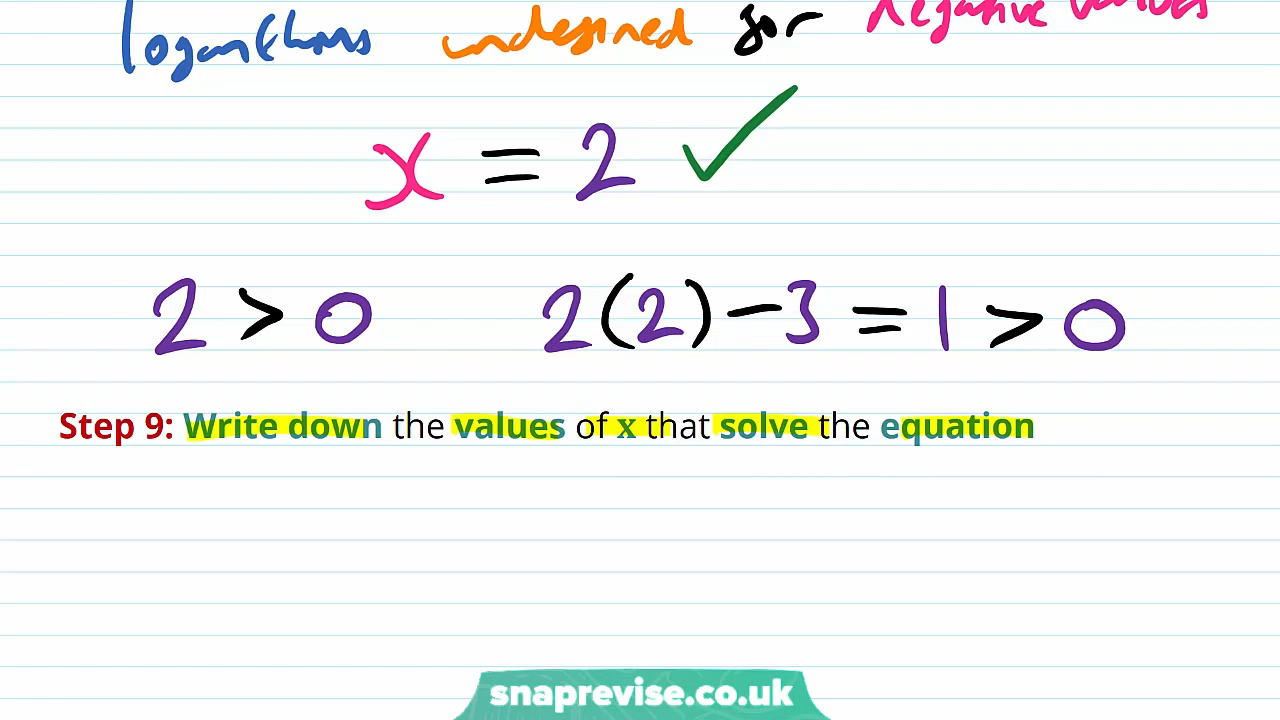 logarithms undefined for negative values
x = 2 ✓
2 > 0 2(2) - 3 = 1 > 0
Step 9: Write down the values of x that solve the equation
snaprevise.co.uk